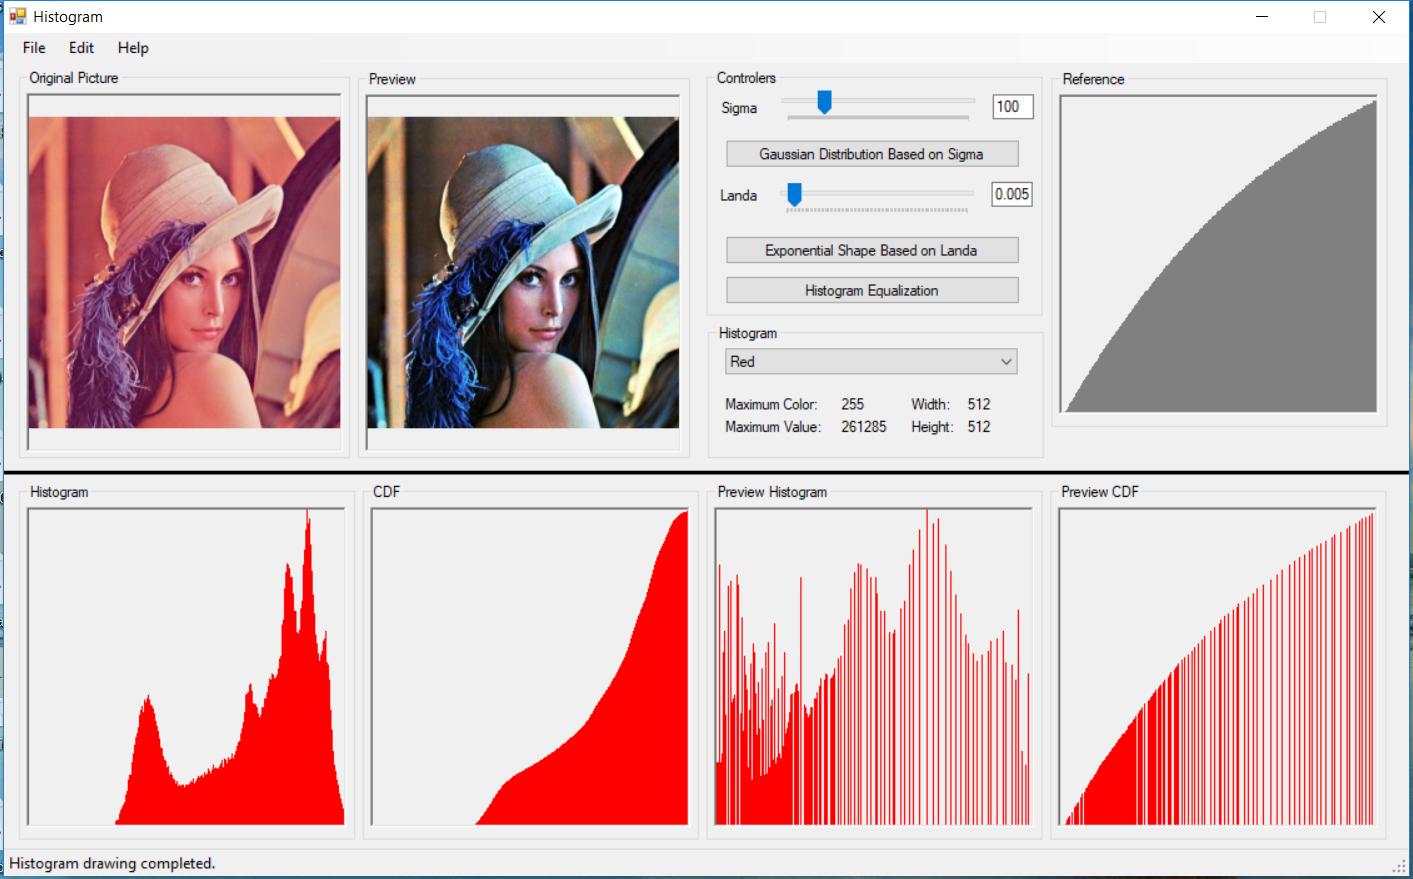 Histogram
File Edit Help
Original Picture
Preview
Controlers
Sigma 100
Gaussian Distribution Based on Sigma
Landa 0.005
Exponential Shape Based on Landa
Histogram Equalization
Histogram
Red
Maximum Color: 255 Width: 512
Maximum Value: 261285 Height: 512
Reference
Histogram
CDF
Preview Histogram
Preview CDF
Histogram drawing completed.